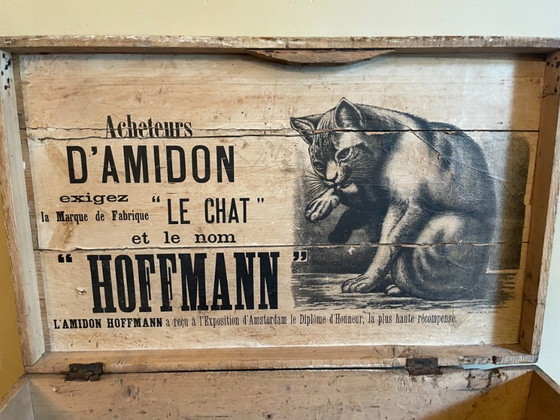 Acheteurs
D'AMIDON
exigez
la Marque de Fabrique “LE CHAT”
et le nom
“HOFFMANN”
L'AMIDON HOFFMANN a reçu à l'Exposition d'Amsterdam le Diplôme d'Honneur, la plus haute récompense.